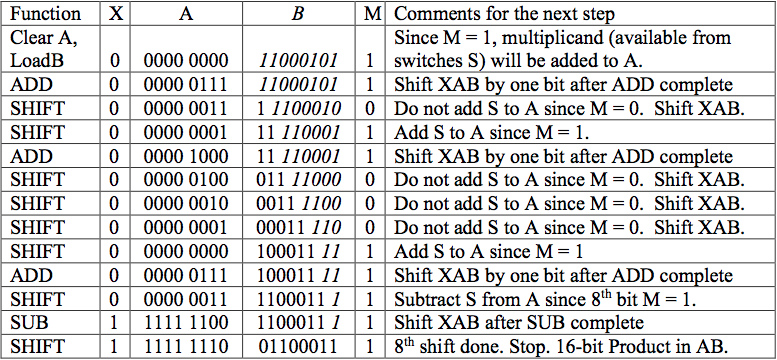 Function X A B M Comments for the next step
Clear A, Since M = 1, multiplicand (available from
LoadB 0 0000 0000 11000101 1 switches S) will be added to A.
ADD 0 0000 0111 11000101 1 Shift XAB by one bit after ADD complete
SHIFT 0 0000 0011 1 1100010 0 Do not add S to A since M = 0. Shift XAB.
SHIFT 0 0000 0001 11 110001 1 Add S to A since M = 1.
ADD 0 0000 1000 11 110001 1 Shift XAB by one bit after ADD complete
SHIFT 0 0000 0100 011 11000 0 Do not add S to A since M = 0. Shift XAB.
SHIFT 0 0000 0010 0011 1100 0 Do not add S to A since M = 0. Shift XAB.
SHIFT 0 0000 0001 00011 110 0 Do not add S to A since M = 0. Shift XAB.
SHIFT 0 0000 0000 100011 11 1 Add S to A since M = 1
ADD 0 0000 0111 100011 11 1 Shift XAB by one bit after ADD complete
SHIFT 0 0000 0011 1100011 1 1 Subtract S from A since 8th bit M = 1.
SUB 1 1111 1100 1100011 1 1 Shift XAB after SUB complete
SHIFT 1 1111 1110 01100011 1 8th shift done. Stop. 16-bit Product in AB.